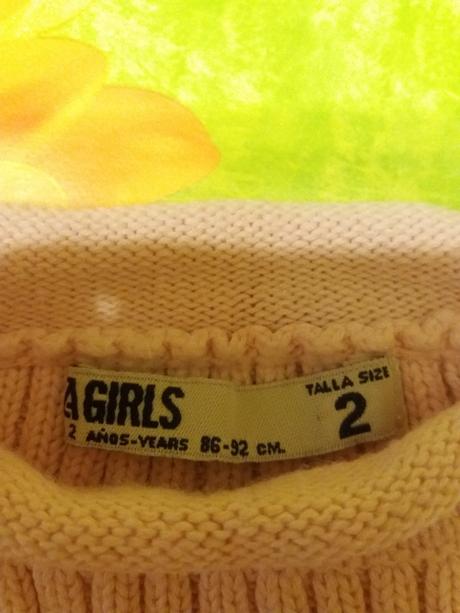 A GIRLS
2 AÑOS-YEARS 86-92 CM.
TALLA SIZE
2